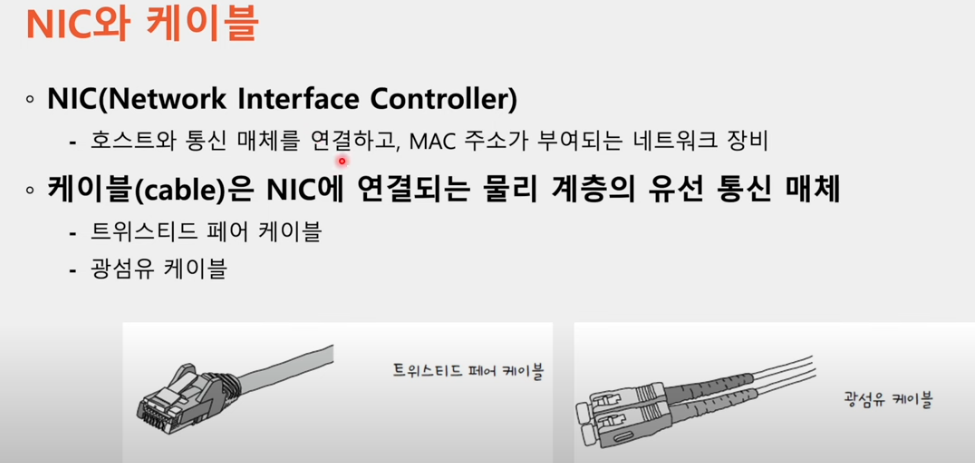 NIC와 케이블
◦ NIC(Network Interface Controller)
- 호스트와 통신 매체를 연결하고, MAC 주소가 부여되는 네트워크 장비
◦ 케이블(cable)은 NIC에 연결되는 물리 계층의 유선 통신 매체
- 트위스티드 페어 케이블
- 광섬유 케이블
트위스티드 페어 케이블
광섬유 케이블